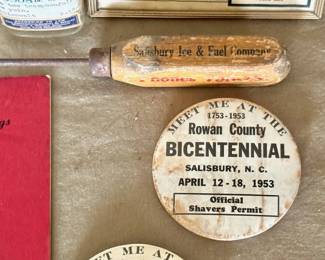 Salisbury Ice & Fuel Company
MEET ME AT THE
1753-1953
Rowan County
BICENTENNIAL
SALISBURY, N. C.
APRIL 12-18, 1953
Official
Shavers Permit
MEET ME AT